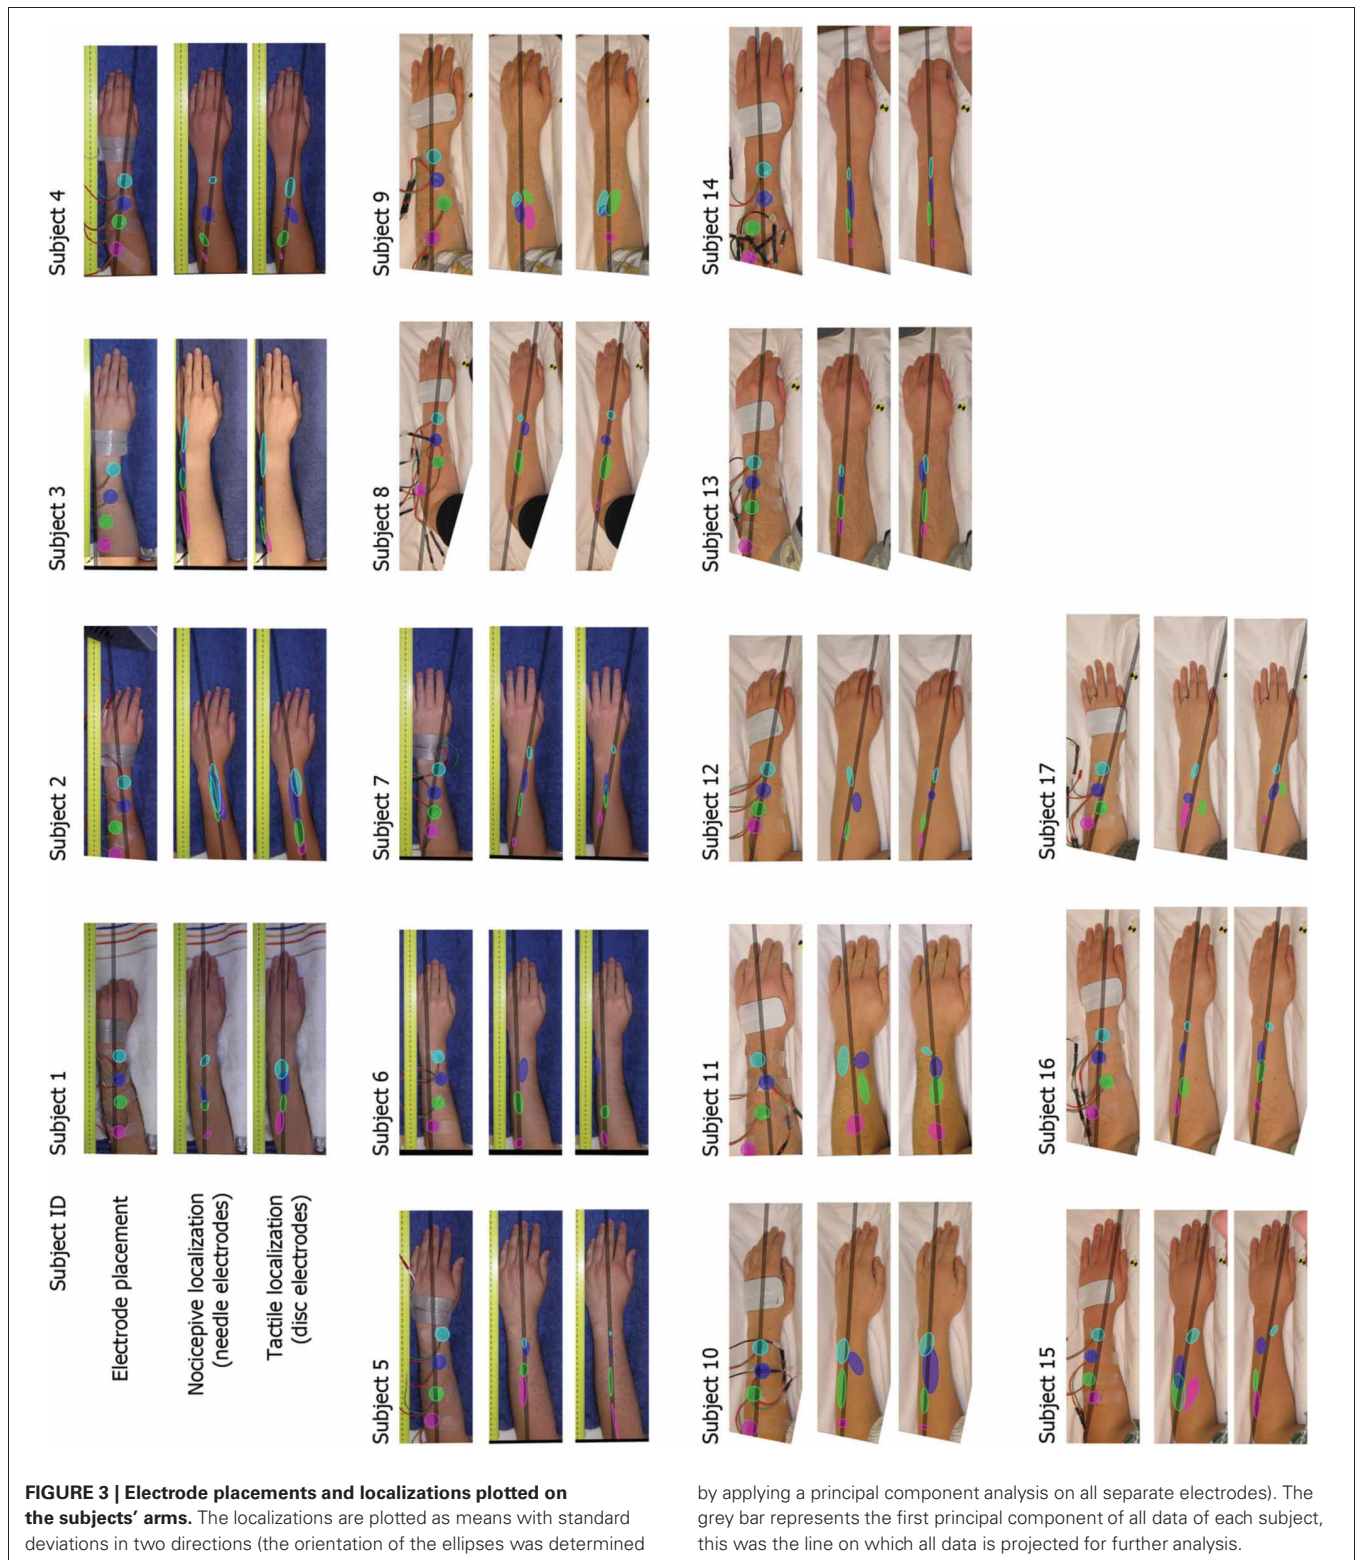 Subject 4
Subject 9
Subject 14
Subject 3
Subject 8
Subject 13
Subject 2
Subject 7
Subject 12
Subject 17
Subject 1
Subject 6
Subject 11
Subject 16
Subject ID
Electrode placement
Nocicepive localization
(needle electrodes)
Tactile localization
(disc electrodes)
Subject 5
Subject 10
Subject 15
FIGURE 3 | Electrode placements and localizations plotted on
the subjects’ arms. The localizations are plotted as means with standard
deviations in two directions (the orientation of the ellipses was determined
by applying a principal component analysis on all separate electrodes). The
grey bar represents the first principal component of all data of each subject,
this was the line on which all data is projected for further analysis.